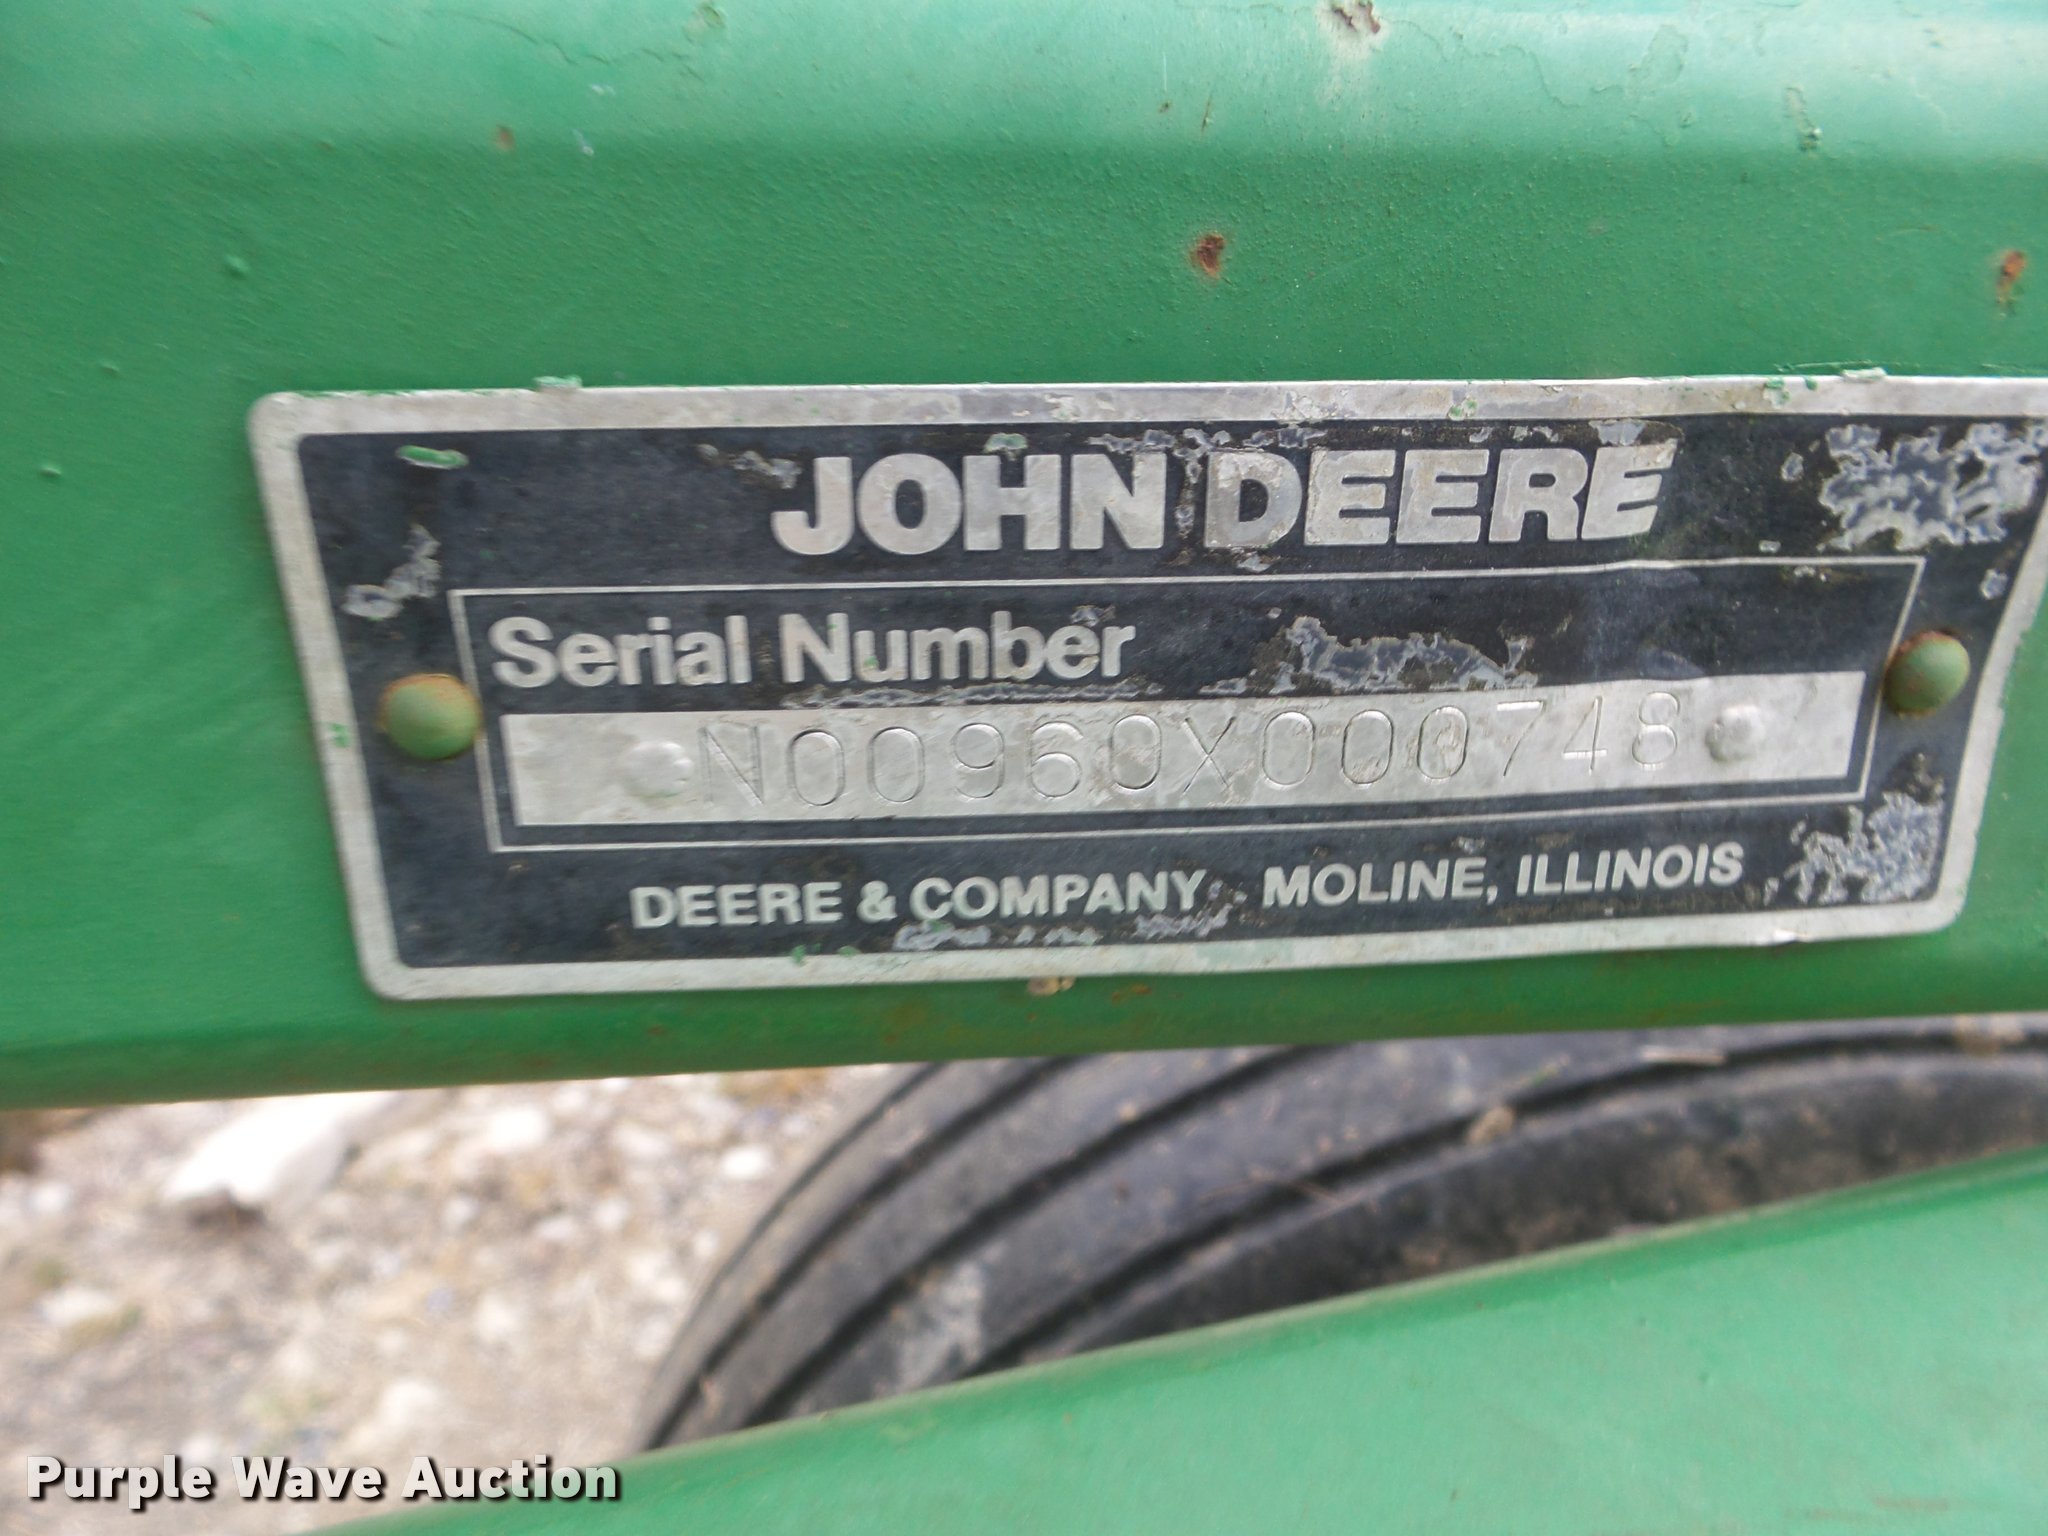 JOHN DEERE
Serial Number
N00960X000748
DEERE & COMPANY MOLINE, ILLINOIS
Purple Wave Auction